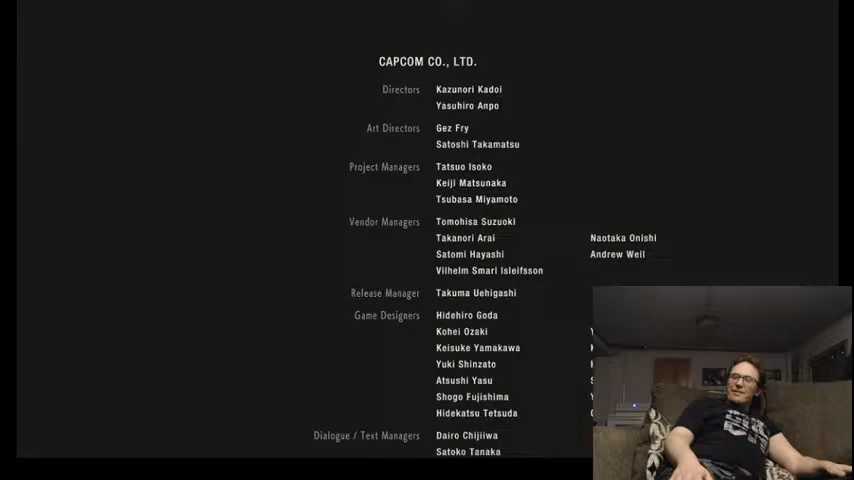 CAPCOM CO., LTD.
Directors Kazunori Kadoi
Yasuhiro Anpo
Art Directors Gez Fry
Satoshi Takamatsu
Project Managers Tatsuo Isoko
Keiji Matsunaka
Tsubasa Miyamoto
Vendor Managers Tomohisa Suzuoki
Takanori Arai Naotaka Onishi
Satomi Hayashi Andrew Weil
Vilhelm Smari Isleifsson
Release Manager Takuma Uehigashi
Game Designers Hidehiro Goda
Kohei Ozaki
Keisuke Yamakawa
Yuki Shinzato
Atsushi Yasu
Shogo Fujishima
Hidekatsu Tetsuda
Dialogue / Text Managers Dairo Chijiiwa
Satoko Tanaka